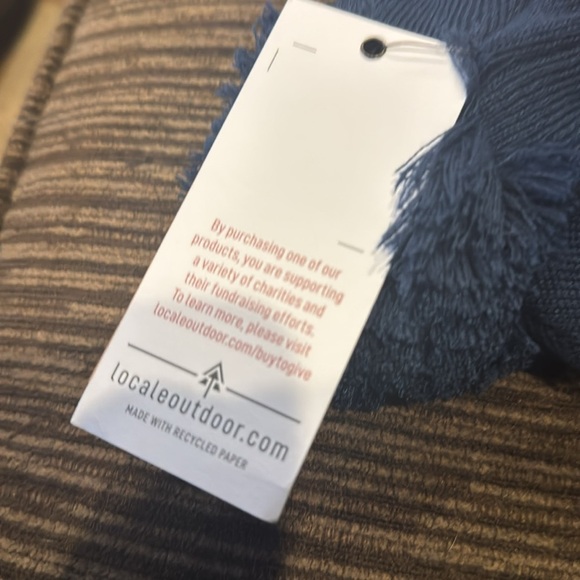 By purchasing one of our
products, you are supporting
a variety of charities and
their fundraising efforts.
To learn more, please visit
localeoutdoor.com/buytogive
localeoutdoor.com
MADE WITH RECYCLED PAPER